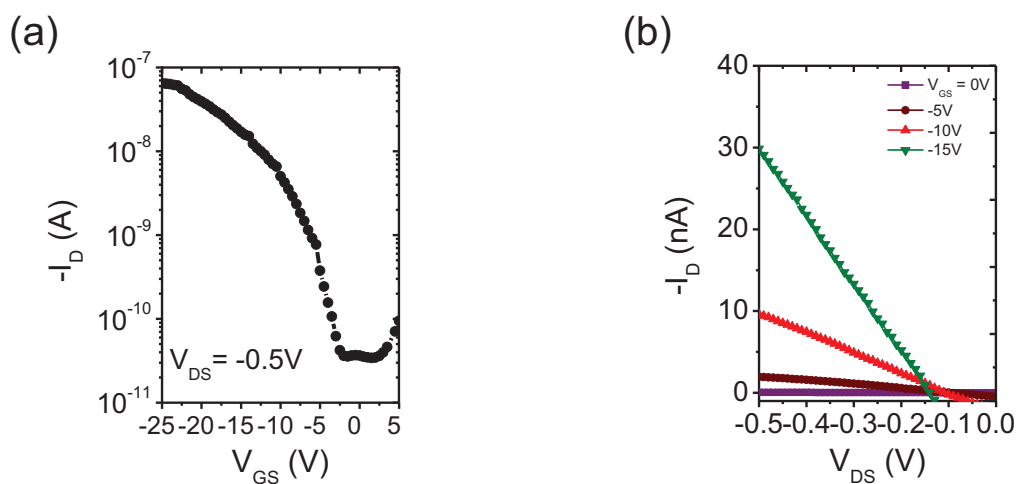 (a)
10⁻⁷
10⁻⁸
10⁻⁹
10⁻¹⁰
10⁻¹¹
-I_D (A)
V_DS = -0.5V
-25 -20 -15 -10 -5 0 5
V_GS (V)
(b)
40
30
20
10
0
-I_D (nA)
V_GS = 0V
-5V
-10V
-15V
-0.5 -0.4 -0.3 -0.2 -0.1 0.0
V_DS (V)